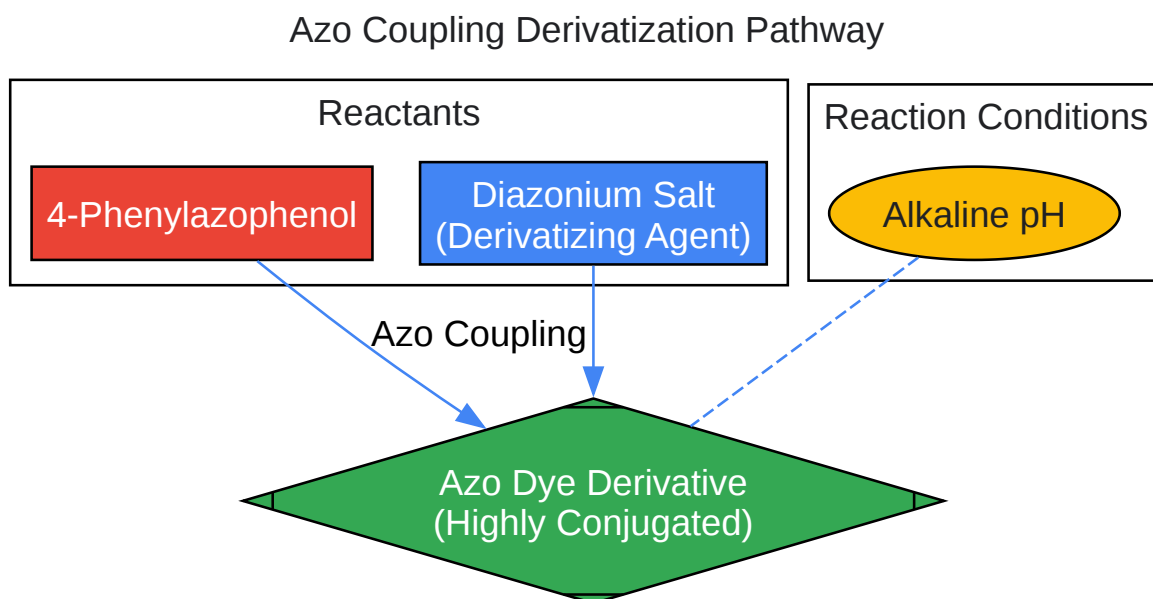 Azo Coupling Derivatization Pathway
Reactants
Reaction Conditions
4-Phenylazophenol
Diazonium Salt
(Derivatizing Agent)
Alkaline pH
Azo Coupling
Azo Dye Derivative
(Highly Conjugated)